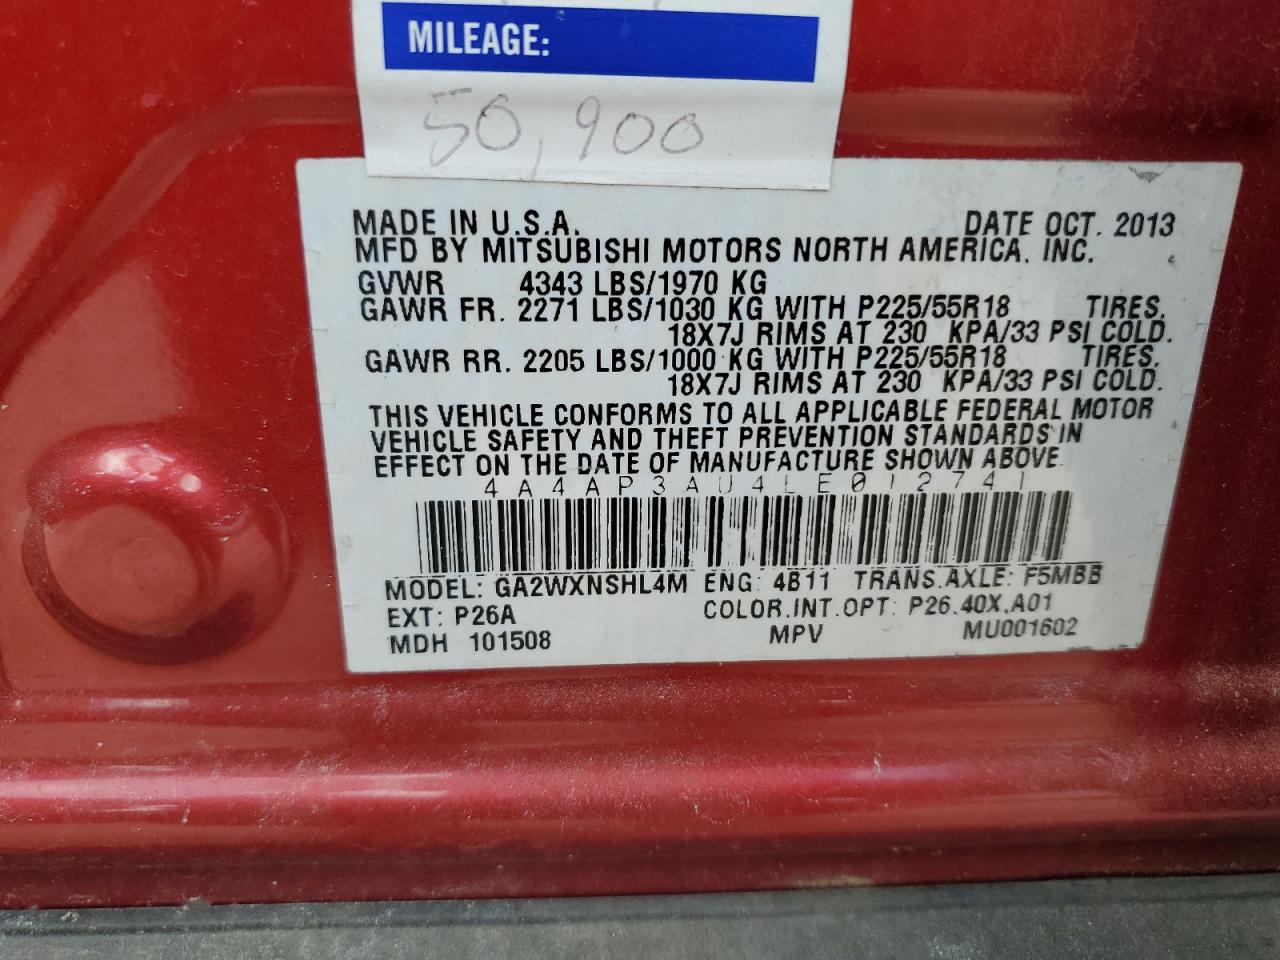 MILEAGE:
50,900
MADE IN U.S.A. DATE OCT. 2013
MFD BY MITSUBISHI MOTORS NORTH AMERICA, INC.
GVWR 4343 LBS/1970 KG
GAWR FR. 2271 LBS/1030 KG WITH P225/55R18 TIRES,
18X7J RIMS AT 230 KPA/33 PSI COLD.
GAWR RR. 2205 LBS/1000 KG WITH P225/55R18 TIRES,
18X7J RIMS AT 230 KPA/33 PSI COLD.
THIS VEHICLE CONFORMS TO ALL APPLICABLE FEDERAL MOTOR
VEHICLE SAFETY AND THEFT PREVENTION STANDARDS IN
EFFECT ON THE DATE OF MANUFACTURE SHOWN ABOVE.
4A4AP3AU4LE012741
MODEL: GA2WXNSHL4M ENG: 4B11 TRANS.AXLE: F5MBB
EXT: P26A COLOR.INT.OPT: P26.40X.A01
MDH 101508 MPV MU001602